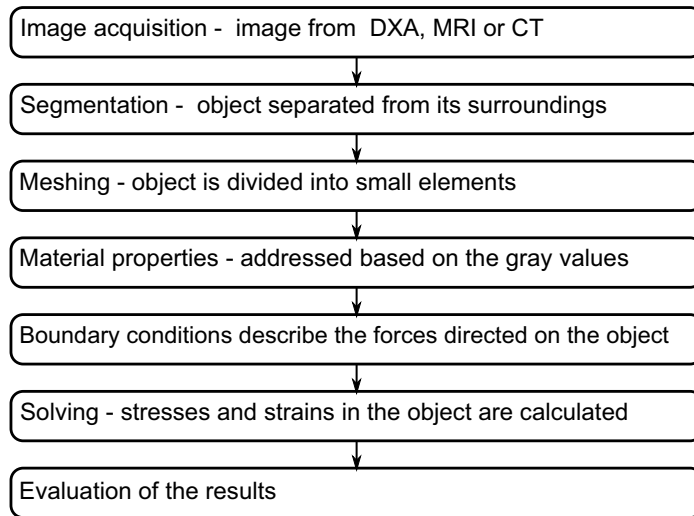 Image acquisition - image from DXA, MRI or CT
Segmentation - object separated from its surroundings
Meshing - object is divided into small elements
Material properties - addressed based on the gray values
Boundary conditions describe the forces directed on the object
Solving - stresses and strains in the object are calculated
Evaluation of the results